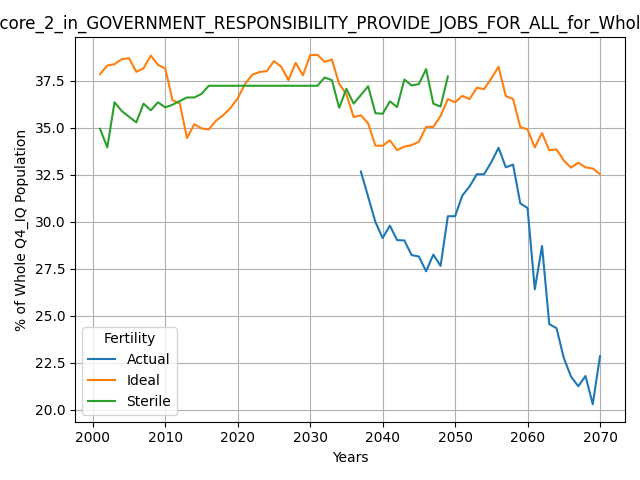 core_2_in_GOVERNMENT_RESPONSIBILITY_PROVIDE_JOBS_FOR_ALL_for_Whol
% of Whole Q4_IQ Population
37.5
35.0
32.5
30.0
27.5
25.0
22.5
20.0
Fertility
Actual
Ideal
Sterile
2000 2010 2020 2030 2040 2050 2060 2070
Years